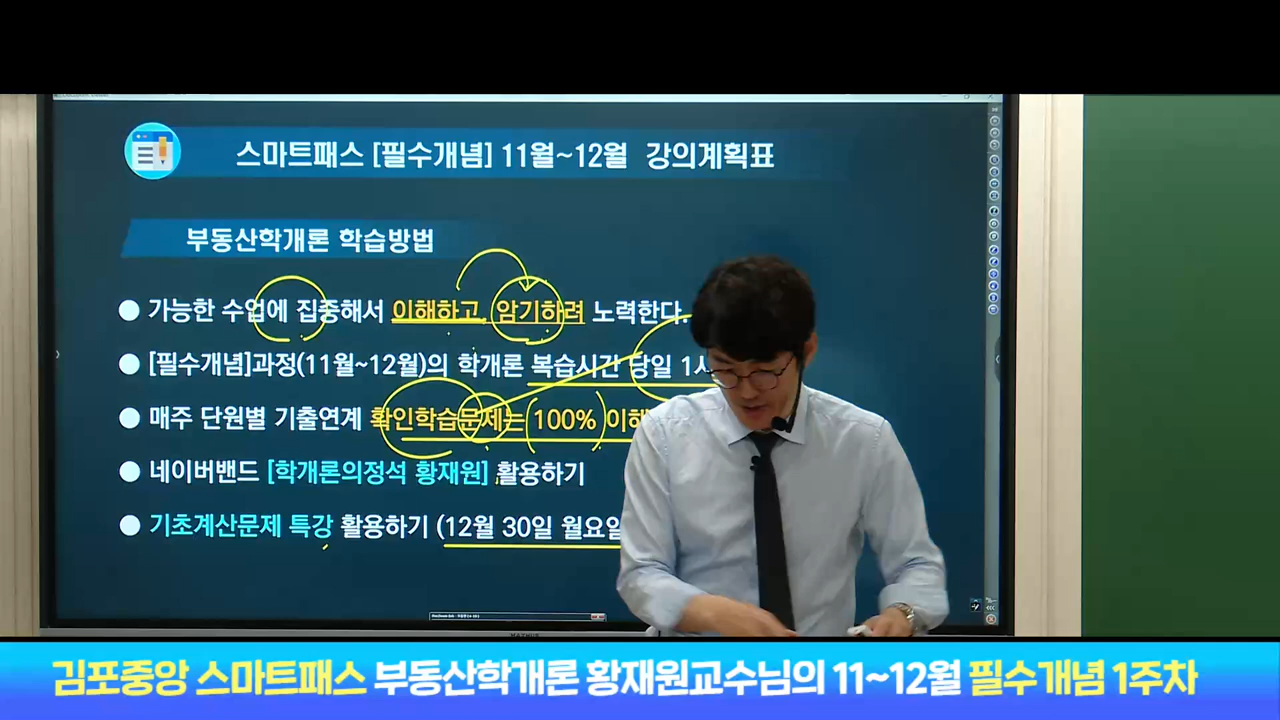 스마트패스 [필수개념] 11월~12월 강의계획표
부동산학개론 학습방법
● 가능한 수업에 집중해서 이해하고, 암기하려 노력한다.
● [필수개념]과정(11월~12월)의 학개론 복습시간 당일 1시
● 매주 단원별 기출연계 확인학습문제는 (100%) 이해
● 네이버밴드 [학개론의정석 황재원] 활용하기
● 기초계산문제 특강 활용하기 (12월 30일 월요일
김포중앙 스마트패스 부동산학개론 황재원교수님의 11~12월 필수개념 1주차